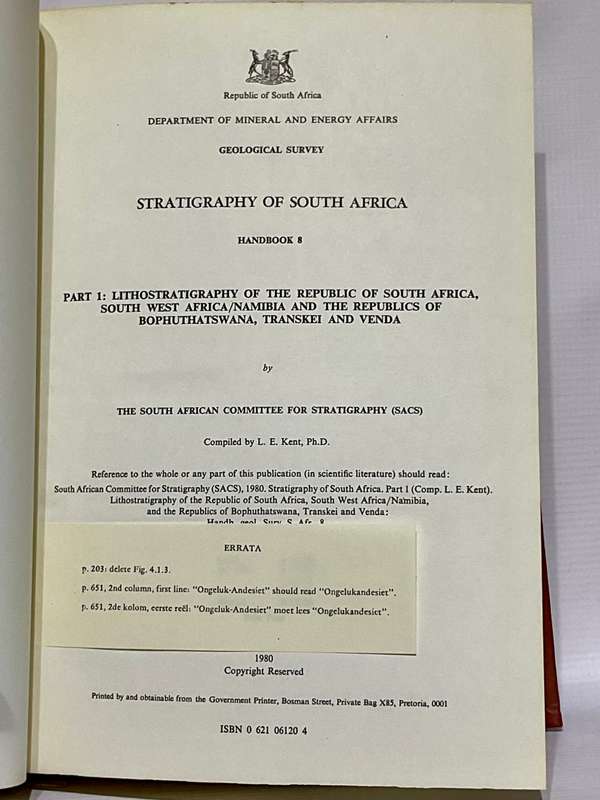 Republic of South Africa
DEPARTMENT OF MINERAL AND ENERGY AFFAIRS
GEOLOGICAL SURVEY
STRATIGRAPHY OF SOUTH AFRICA
HANDBOOK 8
PART 1: LITHOSTRATIGRAPHY OF THE REPUBLIC OF SOUTH AFRICA,
SOUTH WEST AFRICA/NAMIBIA AND THE REPUBLICS OF
BOPHUTHATSWANA, TRANSKEI AND VENDA
by
THE SOUTH AFRICAN COMMITTEE FOR STRATIGRAPHY (SACS)
Compiled by L. E. Kent, Ph.D.
Reference to the whole or any part of this publication (in scientific literature) should read:
South African Committee for Stratigraphy (SACS), 1980. Stratigraphy of South Africa. Part 1 (Comp. L. E. Kent).
Lithostratigraphy of the Republic of South Africa, South West Africa/Namibia,
and the Republics of Bophuthatswana, Transkei and Venda:
Handb. geol. Surv. S. Afr., 8
ERRATA
p. 203: delete Fig. 4.1.3.
p. 651, 2nd column, first line: "Ongeluk-Andesiet" should read "Ongelukandesiet".
p. 651, 2de kolom, eerste reël: "Ongeluk-Andesiet" moet lees "Ongelukandesiet".
1980
Copyright Reserved
Printed by and obtainable from the Government Printer, Bosman Street, Private Bag X85, Pretoria, 0001
ISBN 0 621 06120 4